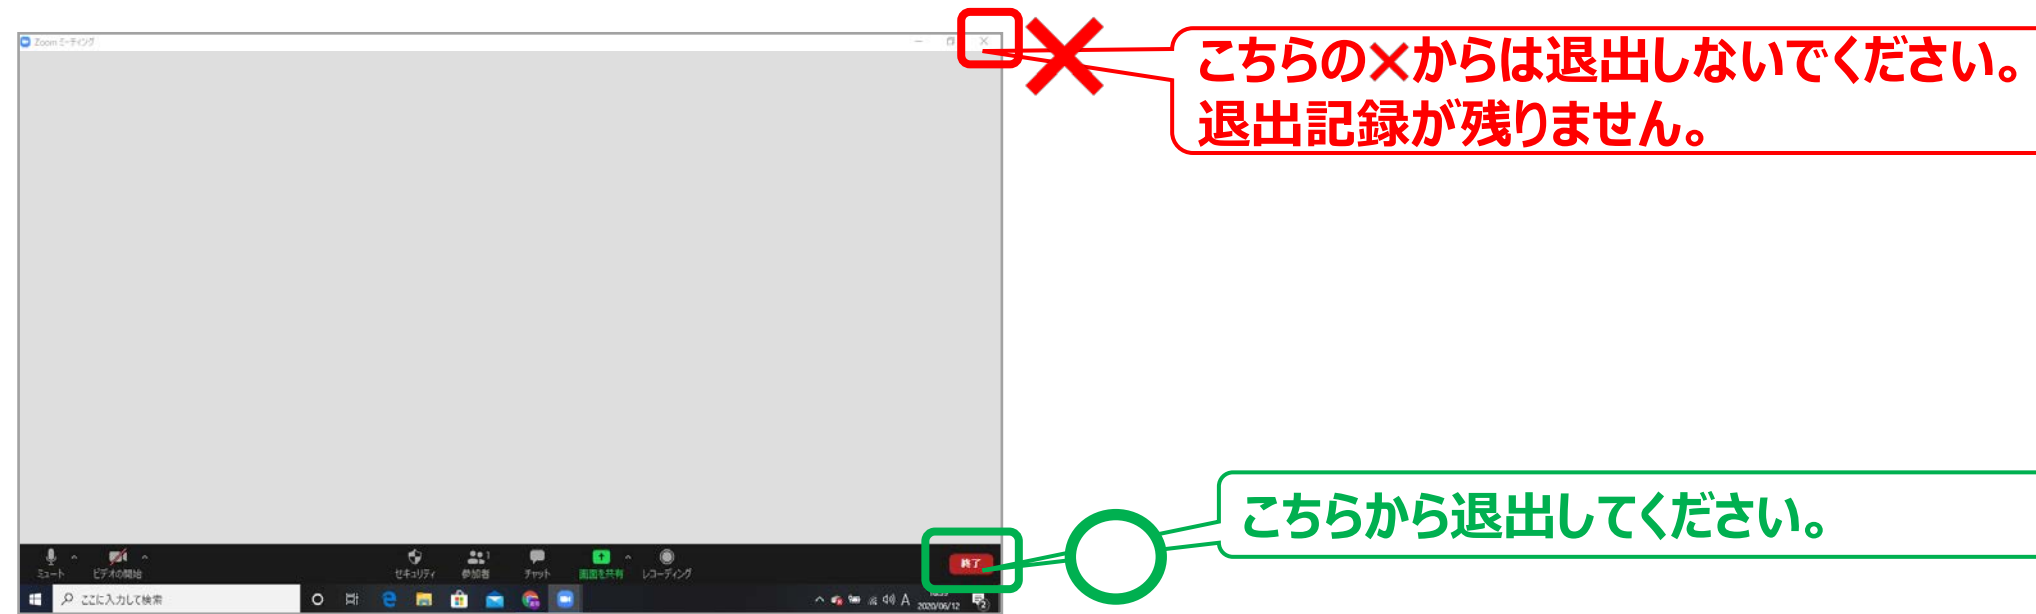 Zoom ミーティング
こちらの×からは退出しないでください。
退出記録が残りません。
こちらから退出してください。
ミュート
ビデオの開始
セキュリティ
参加者
1
チャット
画面を共有
レコーディング
終了
ここに入力して検索
A
2020/06/12
2